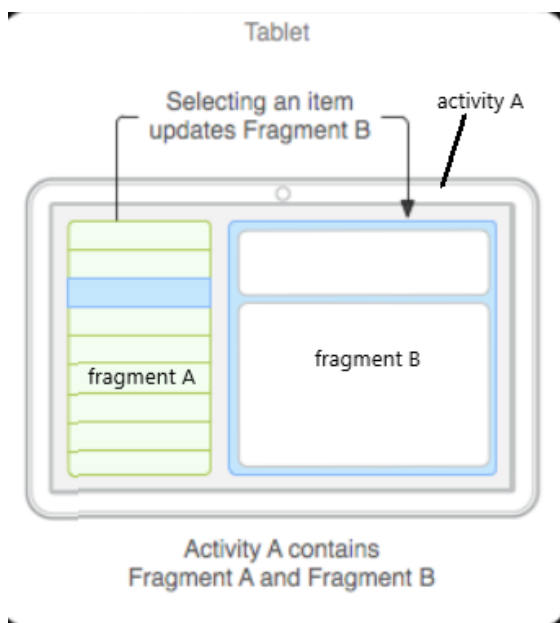 Tablet
Selecting an item
updates Fragment B
activity A
fragment A
fragment B
Activity A contains
Fragment A and Fragment B